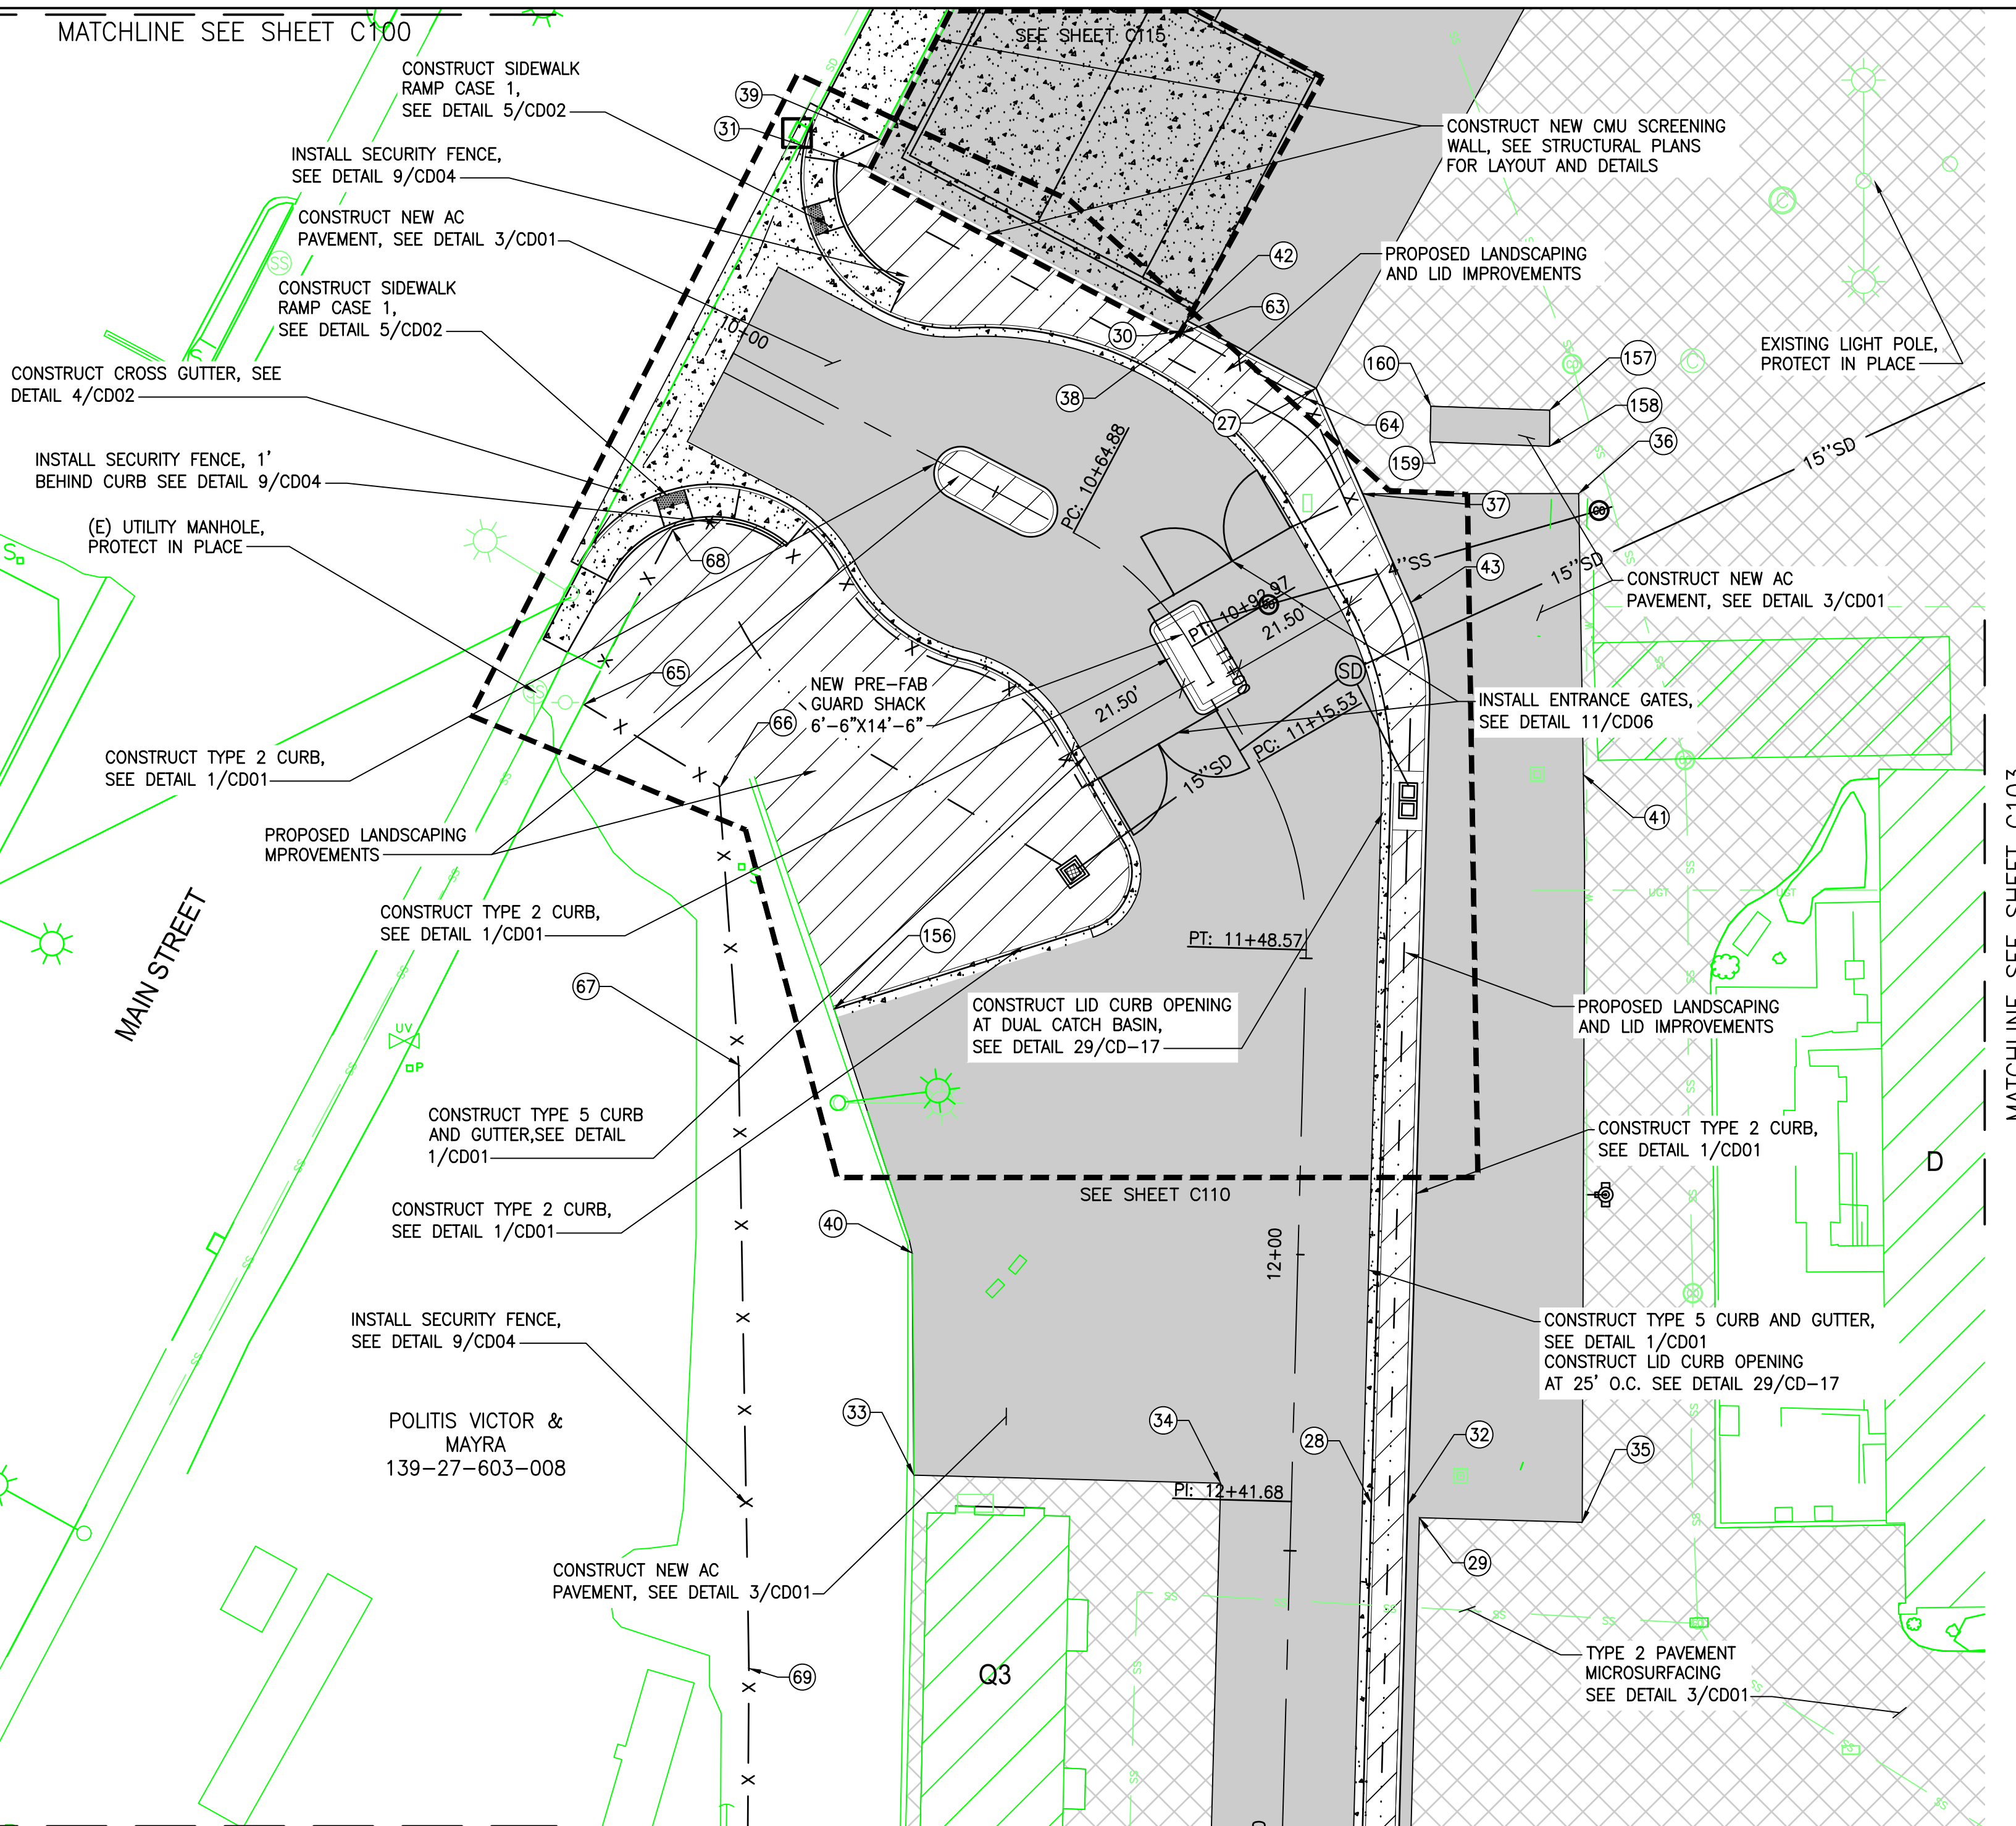 MATCHLINE SEE SHEET C100
CONSTRUCT SIDEWALK
RAMP CASE 1,
SEE DETAIL 5/CD02
39
31
SD
SEE SHEET C115
CONSTRUCT NEW CMU SCREENING
WALL, SEE STRUCTURAL PLANS
FOR LAYOUT AND DETAILS
INSTALL SECURITY FENCE,
SEE DETAIL 9/CD04
CONSTRUCT NEW AC
PAVEMENT, SEE DETAIL 3/CD01
SS
CONSTRUCT SIDEWALK
RAMP CASE 1,
SEE DETAIL 5/CD02
42
63
30
PROPOSED LANDSCAPING
AND LID IMPROVEMENTS
C
EXISTING LIGHT POLE,
PROTECT IN PLACE
10+00
CONSTRUCT CROSS GUTTER, SEE
DETAIL 4/CD02
38
27
64
160
157
158
159
36
C
15"SD
PC: 10+64.88
INSTALL SECURITY FENCE, 1'
BEHIND CURB SEE DETAIL 9/CD04
(E) UTILITY MANHOLE,
PROTECT IN PLACE
S
68
37
CO
4"SS
15"SD
43
CONSTRUCT NEW AC
PAVEMENT, SEE DETAIL 3/CD01
PT: 10+92.97
21.50'
65
66
SS
NEW PRE-FAB
GUARD SHACK
6'-6"X14'-6"
21.50'
SD
PC: 11+15.53
INSTALL ENTRANCE GATES,
SEE DETAIL 11/CD06
CONSTRUCT TYPE 2 CURB,
SEE DETAIL 1/CD01
15"SD
41
MATCHLINE SEE SHEET C103
PROPOSED LANDSCAPING
MPROVEMENTS
UGT
UGT
MAIN STREET
CONSTRUCT TYPE 2 CURB,
SEE DETAIL 1/CD01
156
PT: 11+48.57
67
CONSTRUCT LID CURB OPENING
AT DUAL CATCH BASIN,
SEE DETAIL 29/CD-17
PROPOSED LANDSCAPING
AND LID IMPROVEMENTS
UV
P
CONSTRUCT TYPE 5 CURB
AND GUTTER,SEE DETAIL
1/CD01
CONSTRUCT TYPE 2 CURB,
SEE DETAIL 1/CD01
D
SEE SHEET C110
CONSTRUCT TYPE 2 CURB,
SEE DETAIL 1/CD01
40
12+00
INSTALL SECURITY FENCE,
SEE DETAIL 9/CD04
CONSTRUCT TYPE 5 CURB AND GUTTER,
SEE DETAIL 1/CD01
CONSTRUCT LID CURB OPENING
AT 25' O.C. SEE DETAIL 29/CD-17
POLITIS VICTOR &
MAYRA
139-27-603-008
33
34
28
32
35
PI: 12+41.68
29
CONSTRUCT NEW AC
PAVEMENT, SEE DETAIL 3/CD01
Q3
69
TYPE 2 PAVEMENT
MICROSURFACING
SEE DETAIL 3/CD01